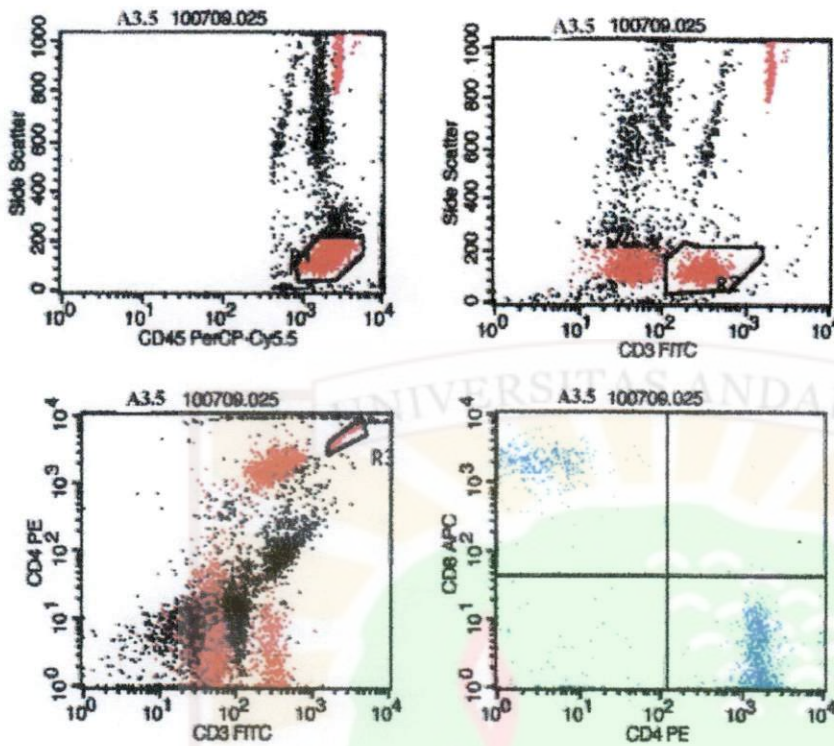 A3.5 100709.025
Side Scatter
1000
800
600
400
200
0
10^0 10^1 10^2 10^3 10^4
CD45 PerCP-Cy5.5
A3.5 100709.025
Side Scatter
1000
800
600
400
200
0
10^0 10^1 10^2 10^3 10^4
CD3 FITC
UNIVERSITAS ANDA
A3.5 100709.025
CD4 PE
10^4
10^3
10^2
10^1
10^0
R3
10^0 10^1 10^2 10^3 10^4
CD3 FITC
A3.5 100709.025
CD8 APC
10^4
10^3
10^2
10^1
10^0
10^0 10^1 10^2 10^3 10^4
CD4 PE